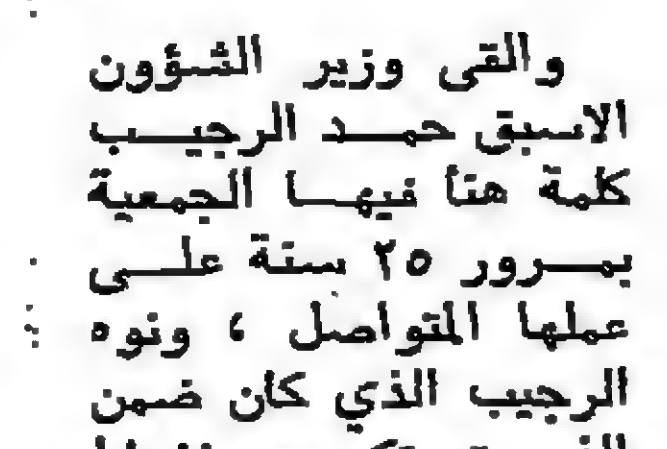 والقى وزير الشؤون
الاسبق حمد الرجيب
كلمة هنأ فيها الجمعية
بمرور ٢٥ سنة على
عملها المتواصل ، ونوه
الرجيب الذي كان ضمن